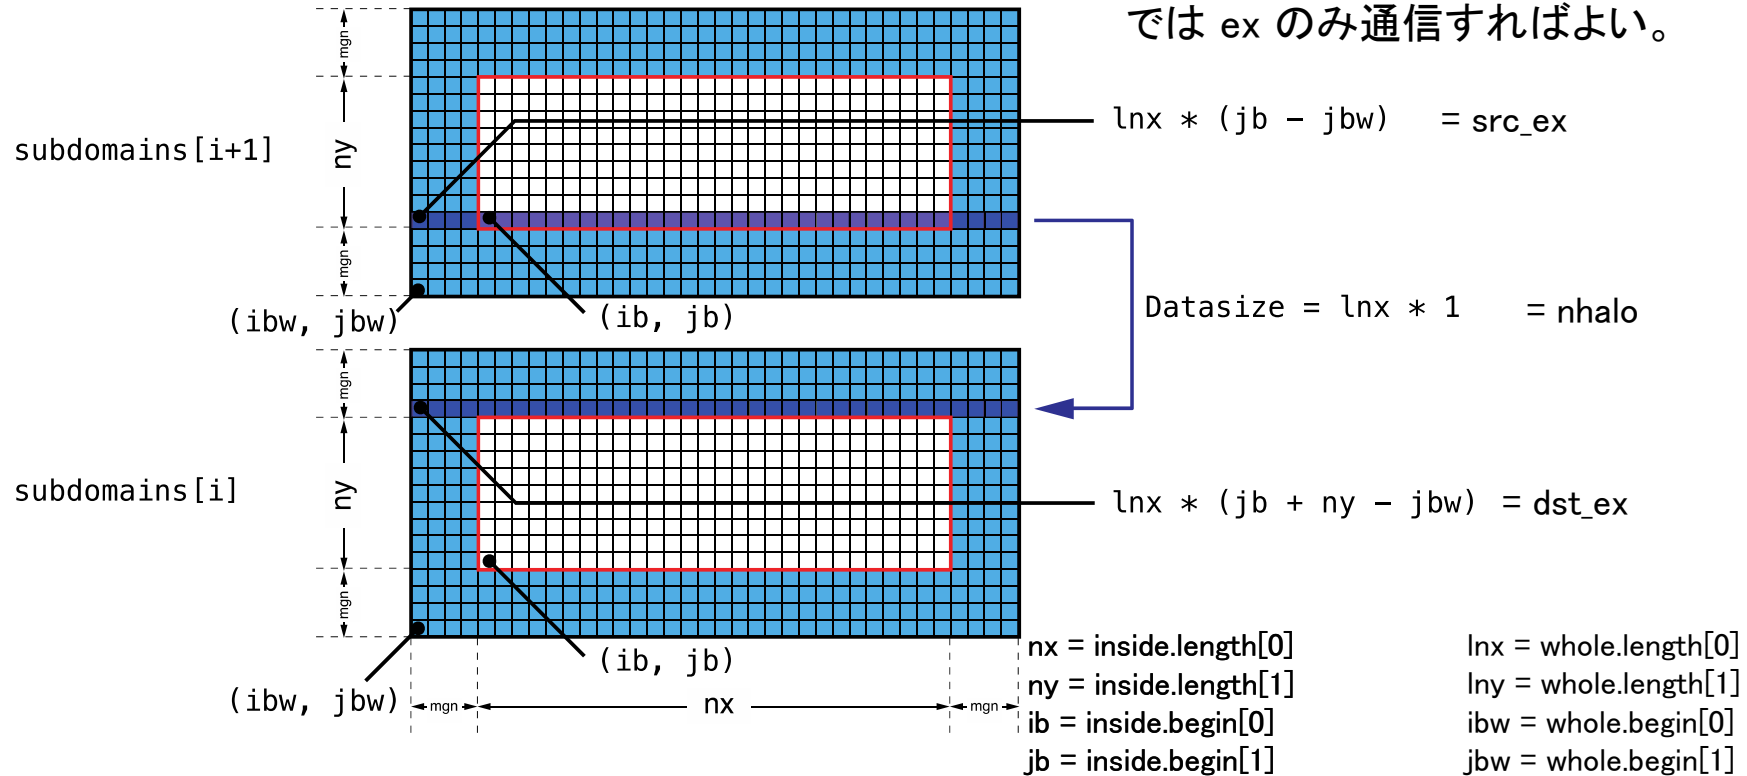 では ex のみ通信すればよい。
mgn
ny
mgn
subdomains[i+1]
lnx * (jb - jbw) = src_ex
(ibw, jbw)
(ib, jb)
Datasize = lnx * 1 = nhalo
mgn
ny
mgn
subdomains[i]
lnx * (jb + ny - jbw) = dst_ex
(ib, jb)
(ibw, jbw)
mgn
nx
mgn
nx = inside.length[0]
ny = inside.length[1]
ib = inside.begin[0]
jb = inside.begin[1]
lnx = whole.length[0]
lny = whole.length[1]
ibw = whole.begin[0]
jbw = whole.begin[1]